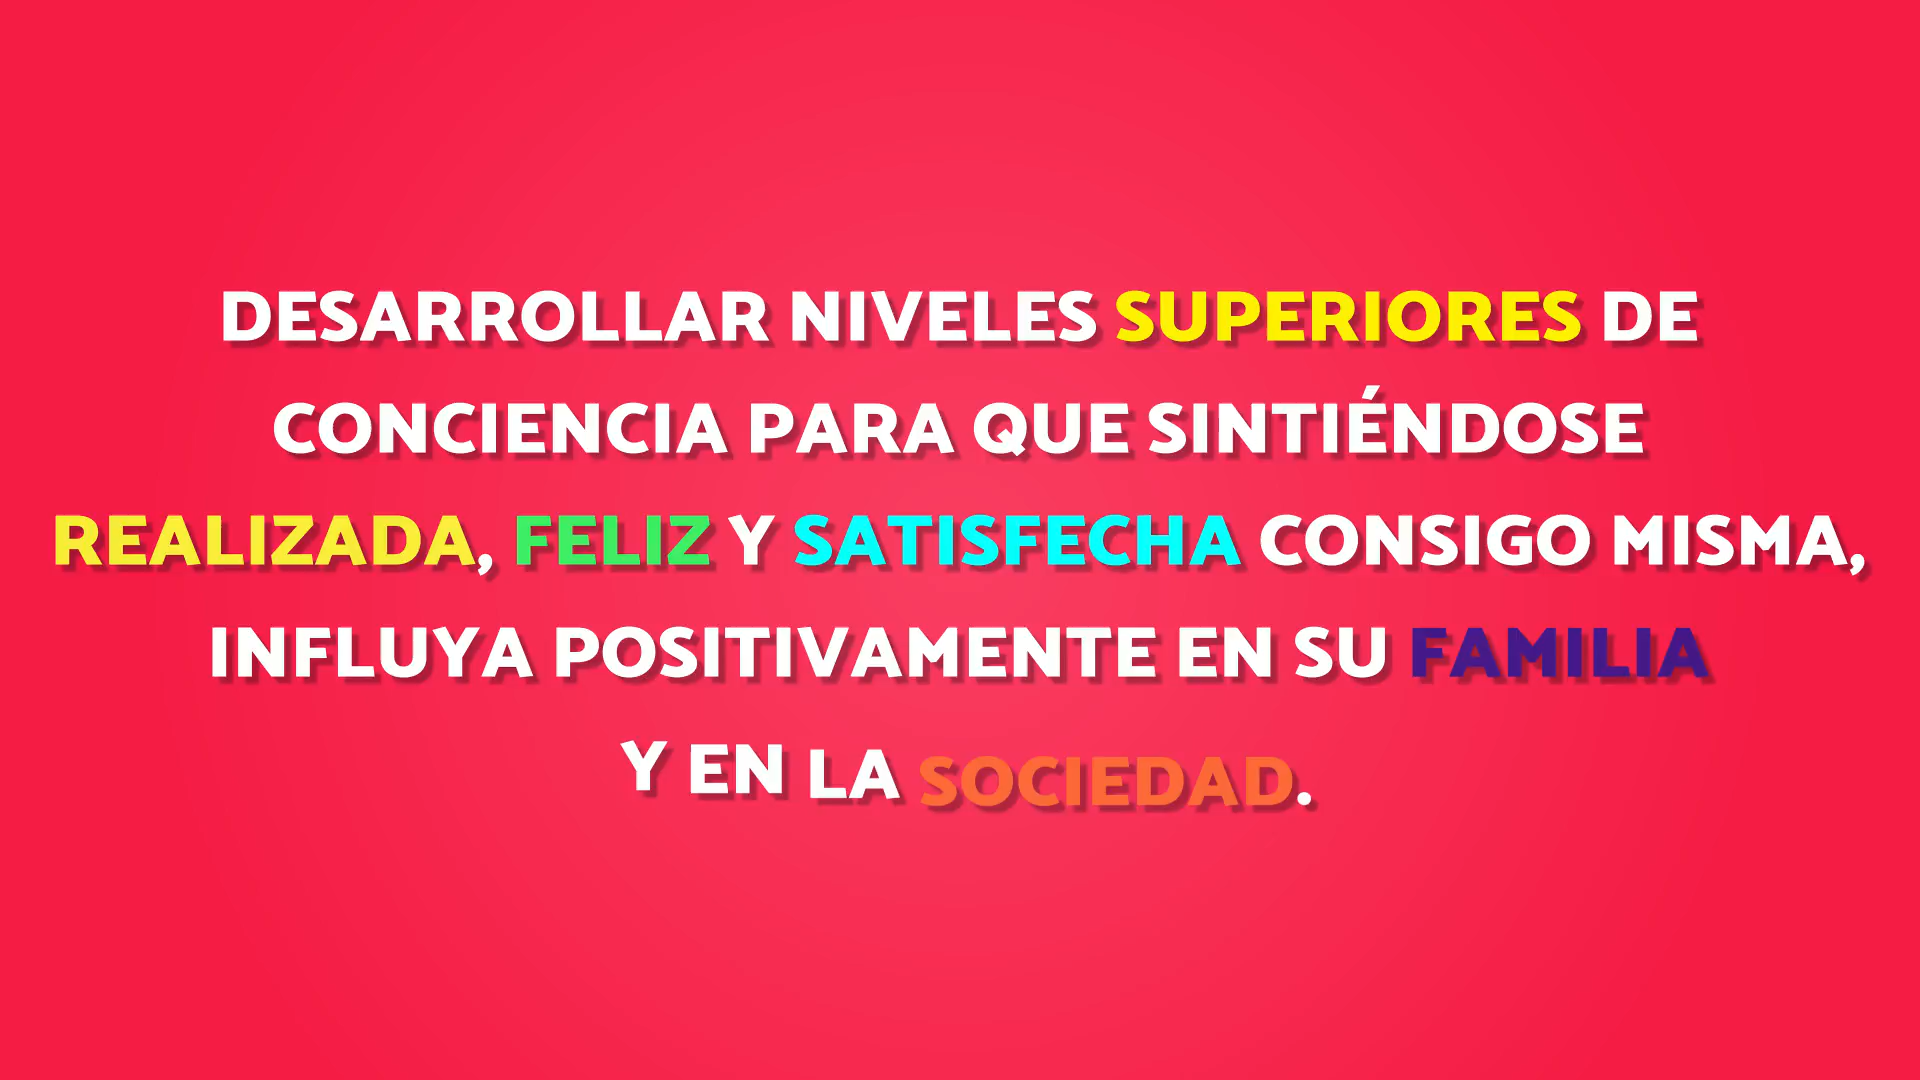 DESARROLLAR NIVELES SUPERIORES DE
CONCIENCIA PARA QUE SINTIÉNDOSE
REALIZADA, FELIZ Y SATISFECHA CONSIGO MISMA,
INFLUYA POSITIVAMENTE EN SU FAMILIA
Y EN LA SOCIEDAD.